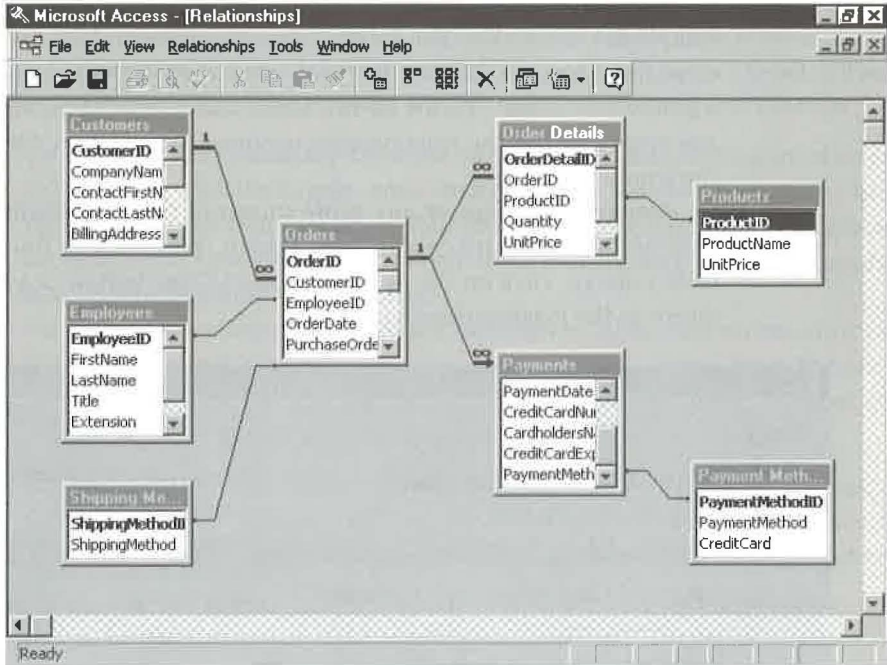 Microsoft Access - [Relationships]
File Edit View Relationships Tools Window Help
Customers
CustomerID
CompanyNam
ContactFirstN
ContactLastN
BillingAddress
1
∞
Employees
EmployeeID
FirstName
LastName
Title
Extension
Shipping Me...
ShippingMethodI
ShippingMethod
Orders
OrderID
CustomerID
EmployeeID
OrderDate
PurchaseOrde
1
∞
∞
Order Details
OrderDetailID
OrderID
ProductID
Quantity
UnitPrice
Products
ProductID
ProductName
UnitPrice
Payments
PaymentDate
CreditCardNu
CardholdersN
CreditCardExp
PaymentMeth
Payment Meth...
PaymentMethodID
PaymentMethod
CreditCard
Ready